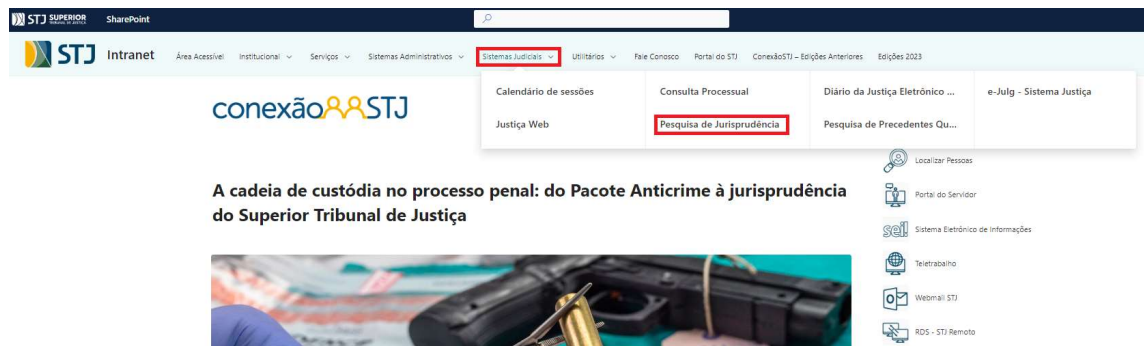 STJ SUPERIOR TRIBUNAL DE JUSTIÇA SharePoint
STJ Intranet Área Acessível Institucional Serviços Sistemas Administrativos Sistemas Judiciais Utilitários Fale Conosco Portal do STJ ConexãoSTJ – Edições Anteriores Edições 2023
Calendário de sessões Consulta Processual Diário da Justiça Eletrônico ... e-Julg - Sistema Justiça
Justiça Web Pesquisa de Jurisprudência Pesquisa de Precedentes Qu...
conexãoSTJ
Localizar Pessoas
A cadeia de custódia no processo penal: do Pacote Anticrime à jurisprudência
do Superior Tribunal de Justiça
Portal do Servidor
sei! Sistema Eletrônico de Informações
Teletrabalho
Webmail STJ
RDS - STJ Remoto